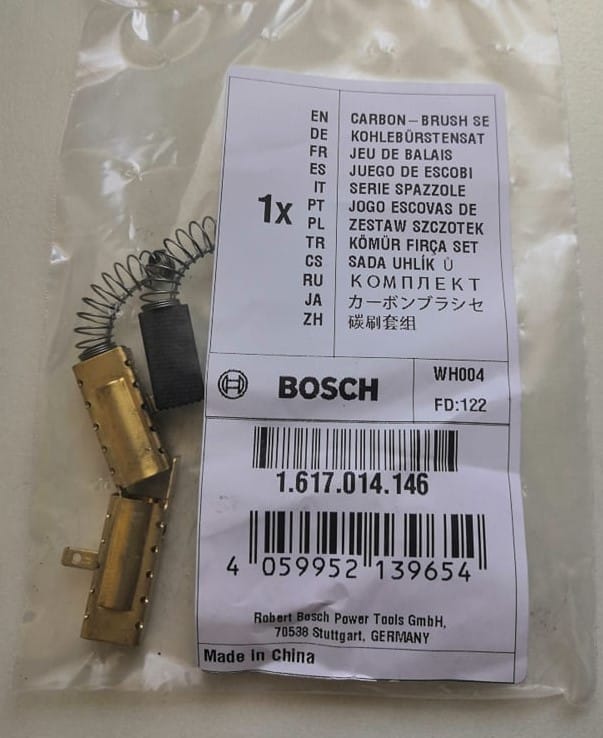 1x
EN CARBON–BRUSH SE
DE KOHLEBÜRSTENSAT
FR JEU DE BALAIS
ES JUEGO DE ESCOBI
IT SERIE SPAZZOLE
PT JOGO ESCOVAS DE
PL ZESTAW SZCZOTEK
TR KÖMÜR FIRÇA SET
CS SADA UHLÍK Ů
RU КОМПЛЕКТ
JA カーボンブラシセ
ZH 碳刷套组
BOSCH
WH004
FD:122
1.617.014.146
4 059952 139654
Robert Bosch Power Tools GmbH,
70538 Stuttgart, GERMANY
Made in China